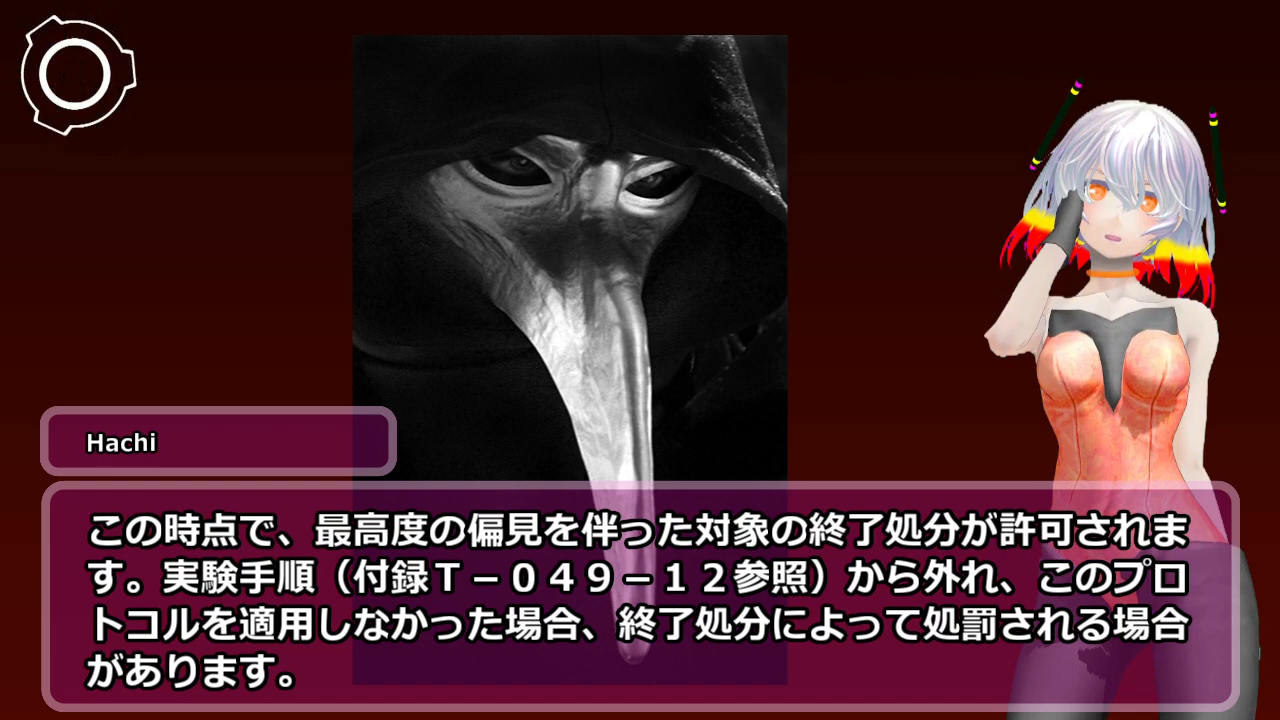 Hachi
この時点で、最高度の偏見を伴った対象の終了処分が許可されま
す。実験手順（付録Ｔ－０４９－１２参照）から外れ、このプロ
トコルを適用しなかった場合、終了処分によって処罰される場合
があります。